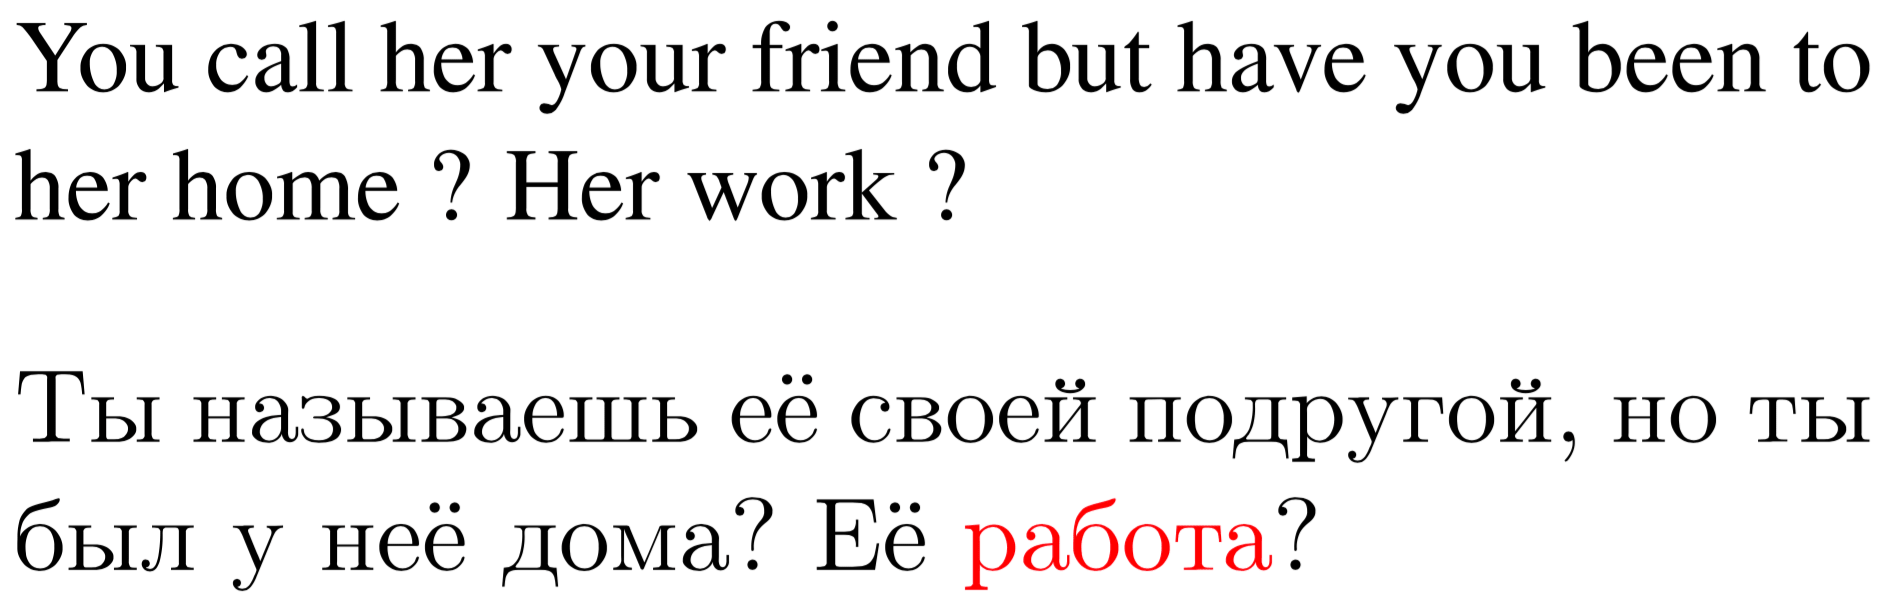 You call her your friend but have you been to
her home ? Her work ?
Ты называешь её своей подругой, но ты
был у неё дома? Её работа?